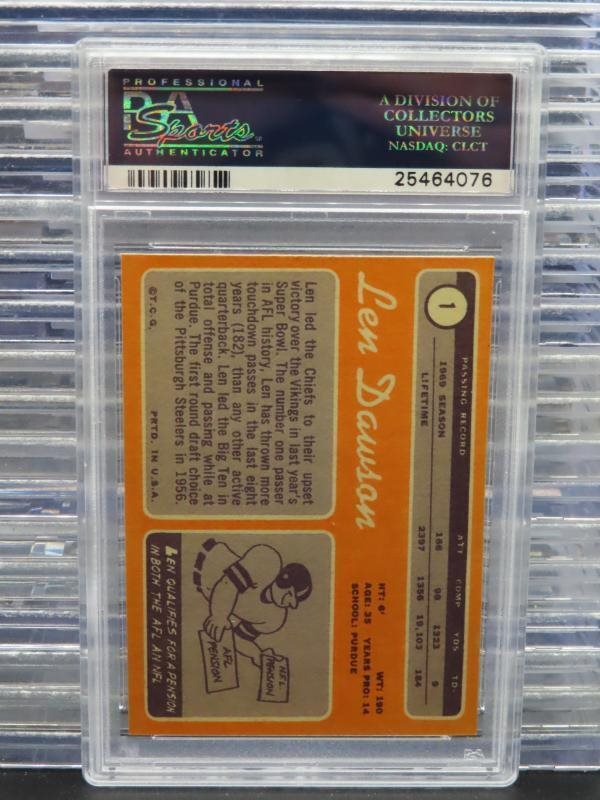 PROFESSIONAL
PSA
Sports
AUTHENTICATOR
A DIVISION OF
COLLECTORS
UNIVERSE
NASDAQ: CLCT
25464076
1
PASSING RECORD ATT COMP YDS TD
1969 SEASON 166 98 1323 9
LIFETIME 2397 1356 19,103 184
Len Dawson
HT: 6' WT: 190
AGE: 35 YEARS PRO: 14
SCHOOL: PURDUE
Len led the Chiefs to their upset
victory over the Vikings in last year's
Super Bowl. The number one passer
in AFL history, Len has thrown more
touchdown passes in the last eight
years (182), than any other active
quarterback. Len led the Big Ten in
total offense and passing while at
Purdue. The first round draft choice
of the Pittsburgh Steelers in 1956.
©T.C.G. PRTD. IN U.S.A.
NFL
PENSION
AFL
PENSION
LEN QUALIFIES FOR A PENSION
IN BOTH THE AFL AN NFL